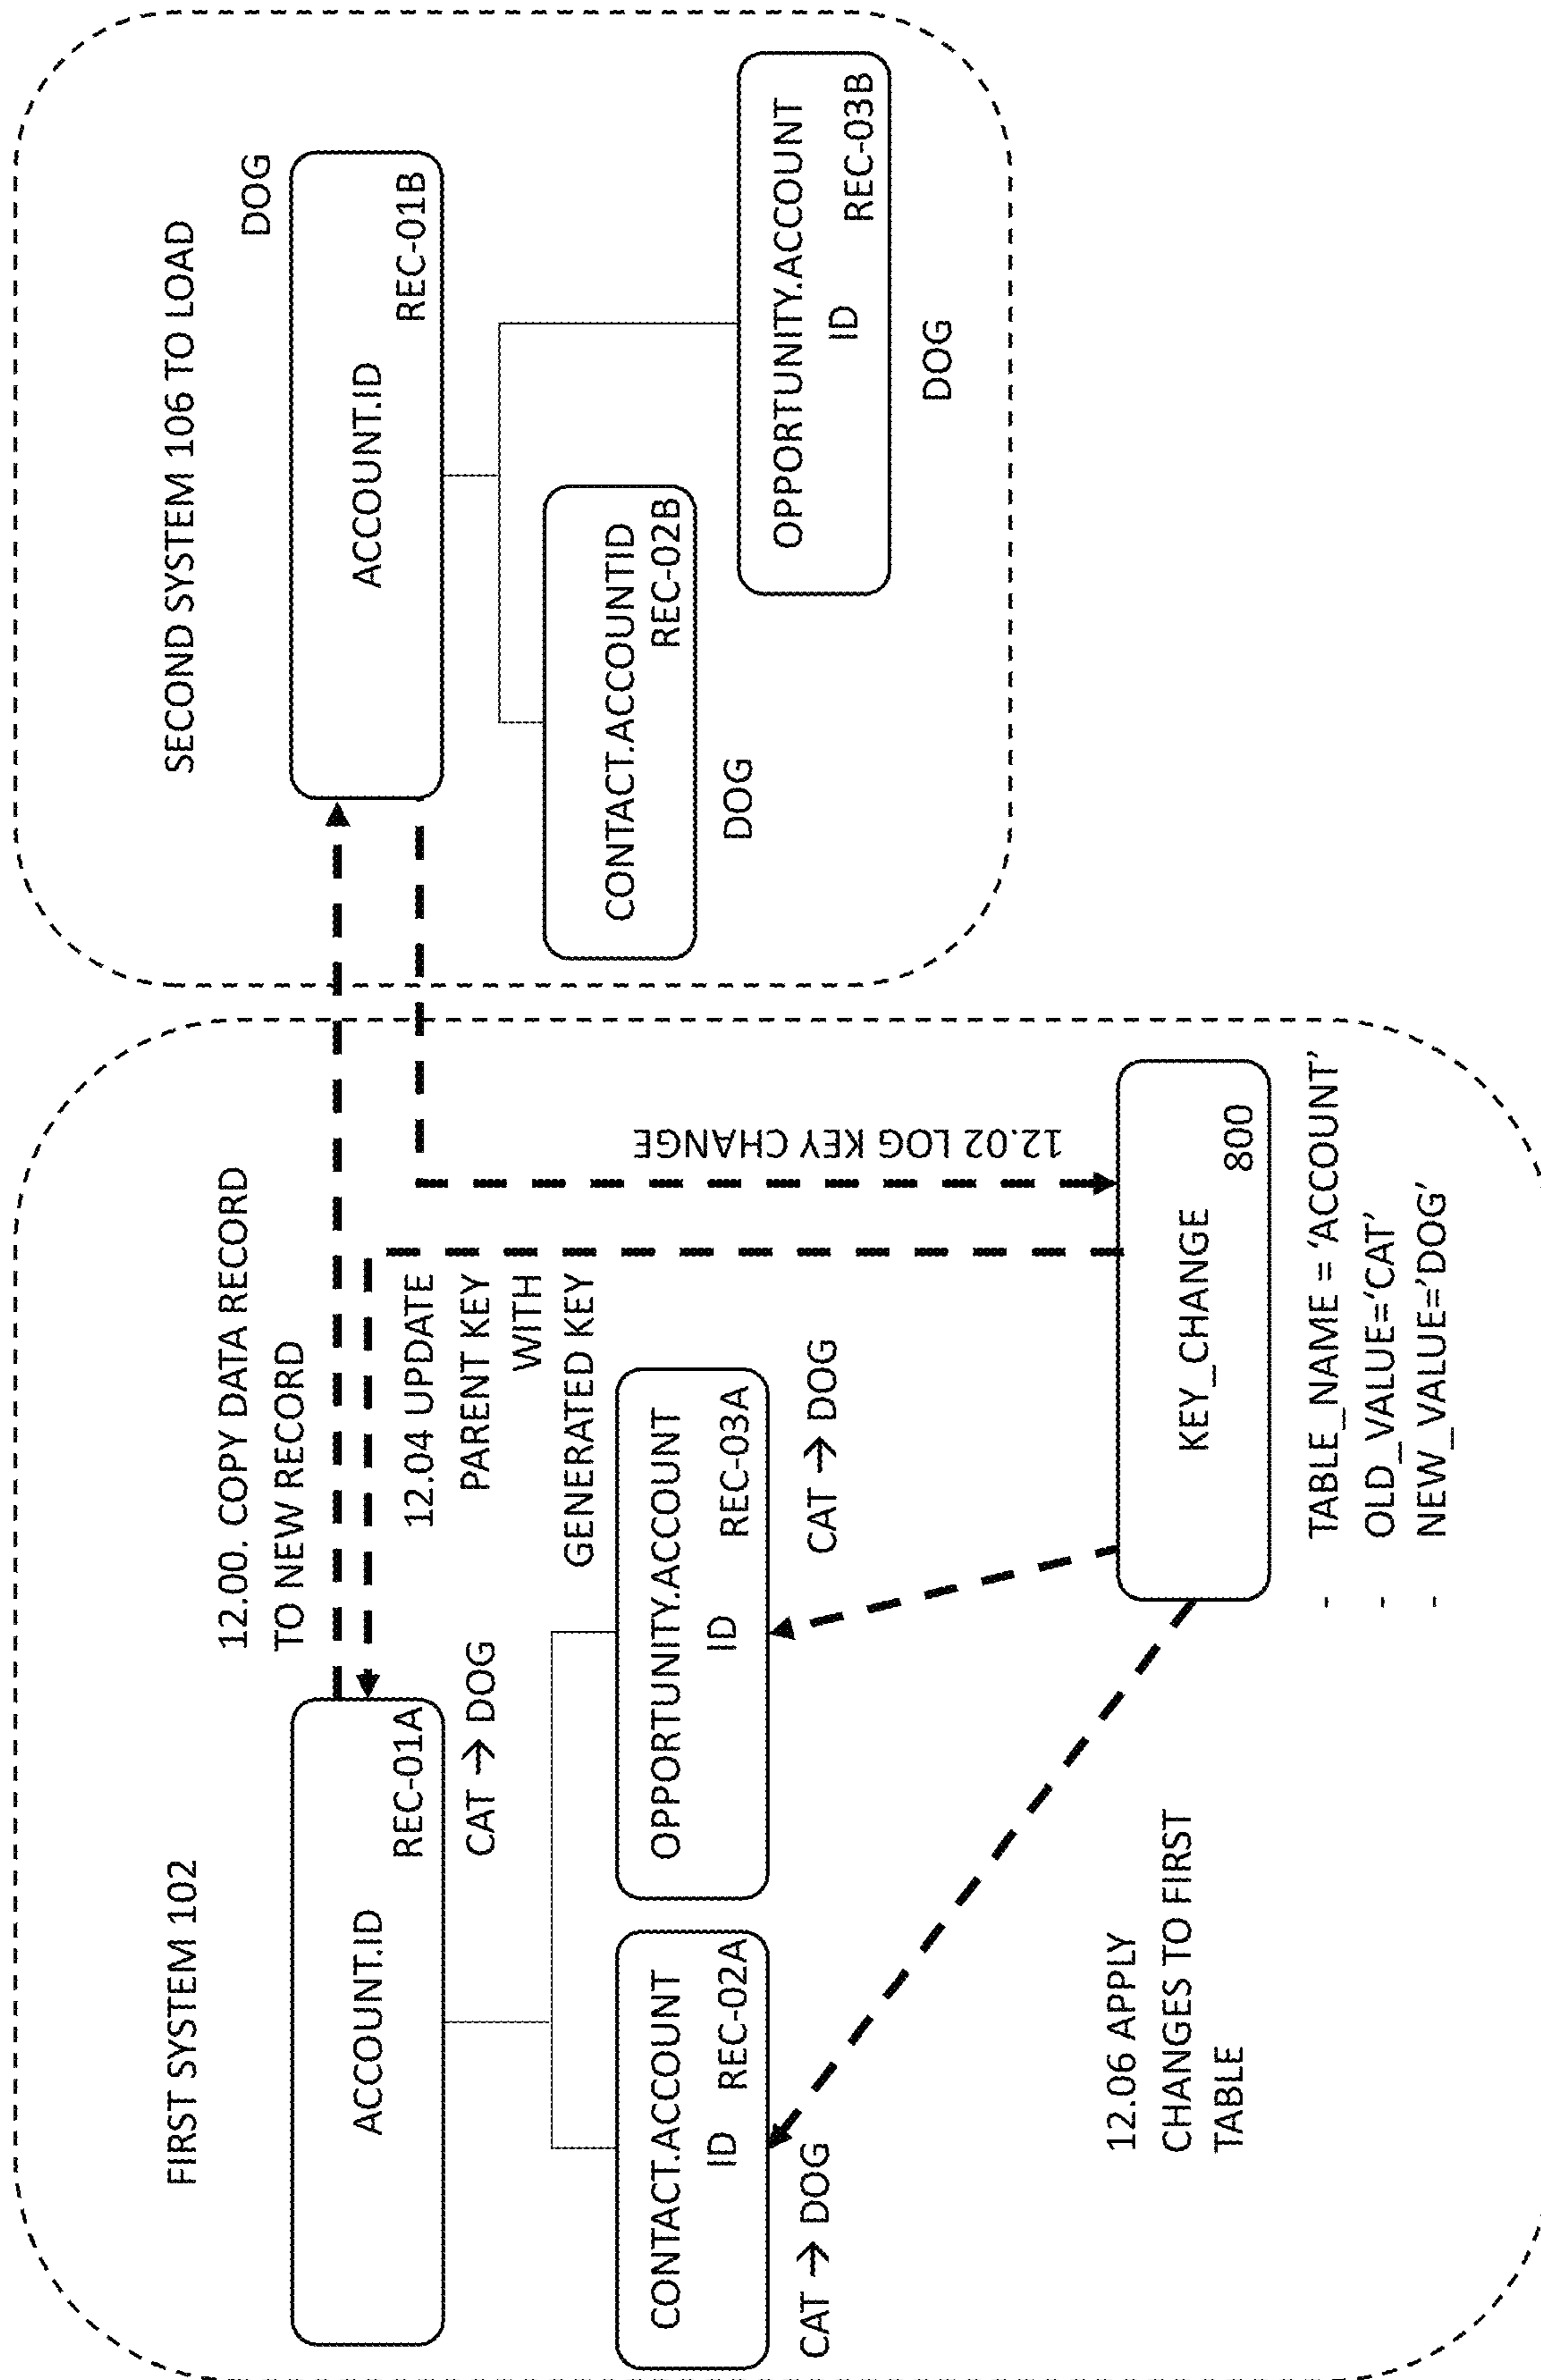 FIRST SYSTEM 102
ACCOUNT.ID
REC-01A
CAT → DOG
CONTACT.ACCOUNT
ID REC-02A
CAT → DOG
OPPORTUNITY.ACCOUNT
ID REC-03A
CAT → DOG
12.00. COPY DATA RECORD
TO NEW RECORD
12.04 UPDATE
PARENT KEY
WITH
GENERATED KEY
12.02 LOG KEY CHANGE
12.06 APPLY
CHANGES TO FIRST
TABLE
KEY_CHANGE
800
- TABLE_NAME = ‘ACCOUNT’
- OLD_VALUE=‘CAT’
- NEW_VALUE=‘DOG’
SECOND SYSTEM 106 TO LOAD
DOG
ACCOUNT.ID
REC-01B
CONTACT.ACCOUNTID
REC-02B
DOG
OPPORTUNITY.ACCOUNT
ID REC-03B
DOG